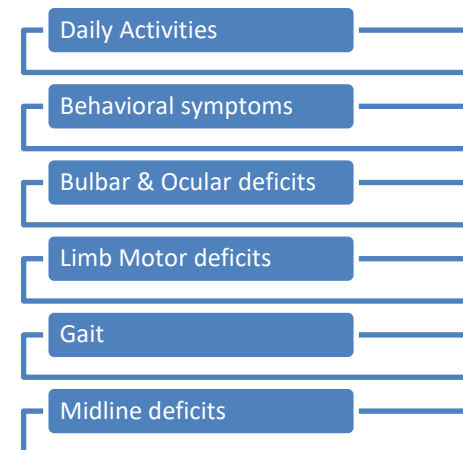 Daily Activities
Behavioral symptoms
Bulbar & Ocular deficits
Limb Motor deficits
Gait
Midline deficits